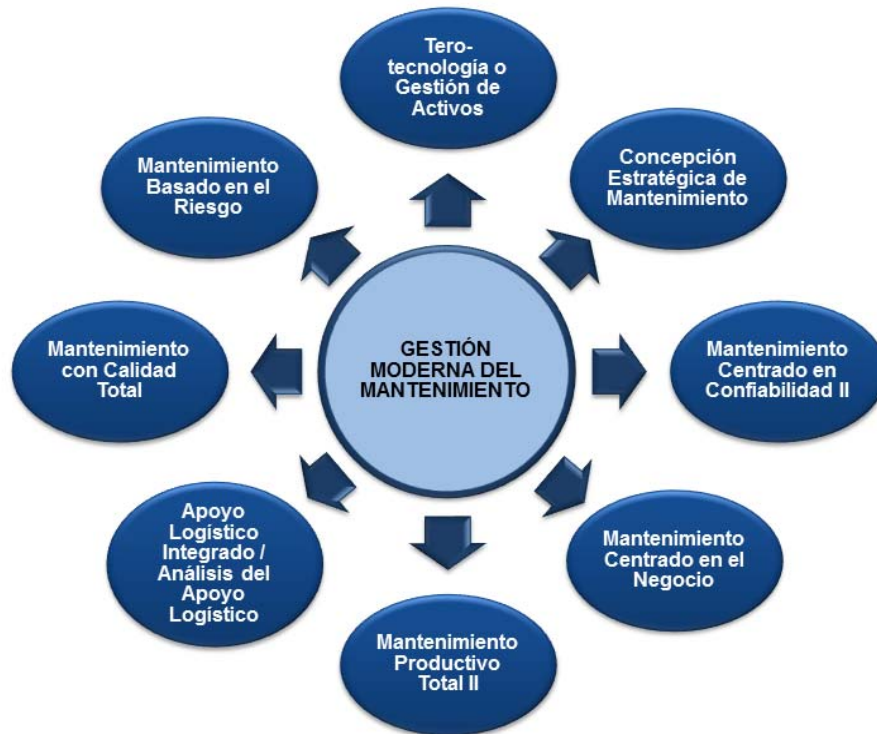 Tero-
tecnología o
Gestión de
Activos
Concepción
Estratégica de
Mantenimiento
Mantenimiento
Centrado en
Confiabilidad II
Mantenimiento
Centrado en el
Negocio
Mantenimiento
Productivo
Total II
Apoyo
Logístico
Integrado /
Análisis del
Apoyo
Logístico
Mantenimiento
con Calidad
Total
Mantenimiento
Basado en el
Riesgo
GESTIÓN
MODERNA DEL
MANTENIMIENTO